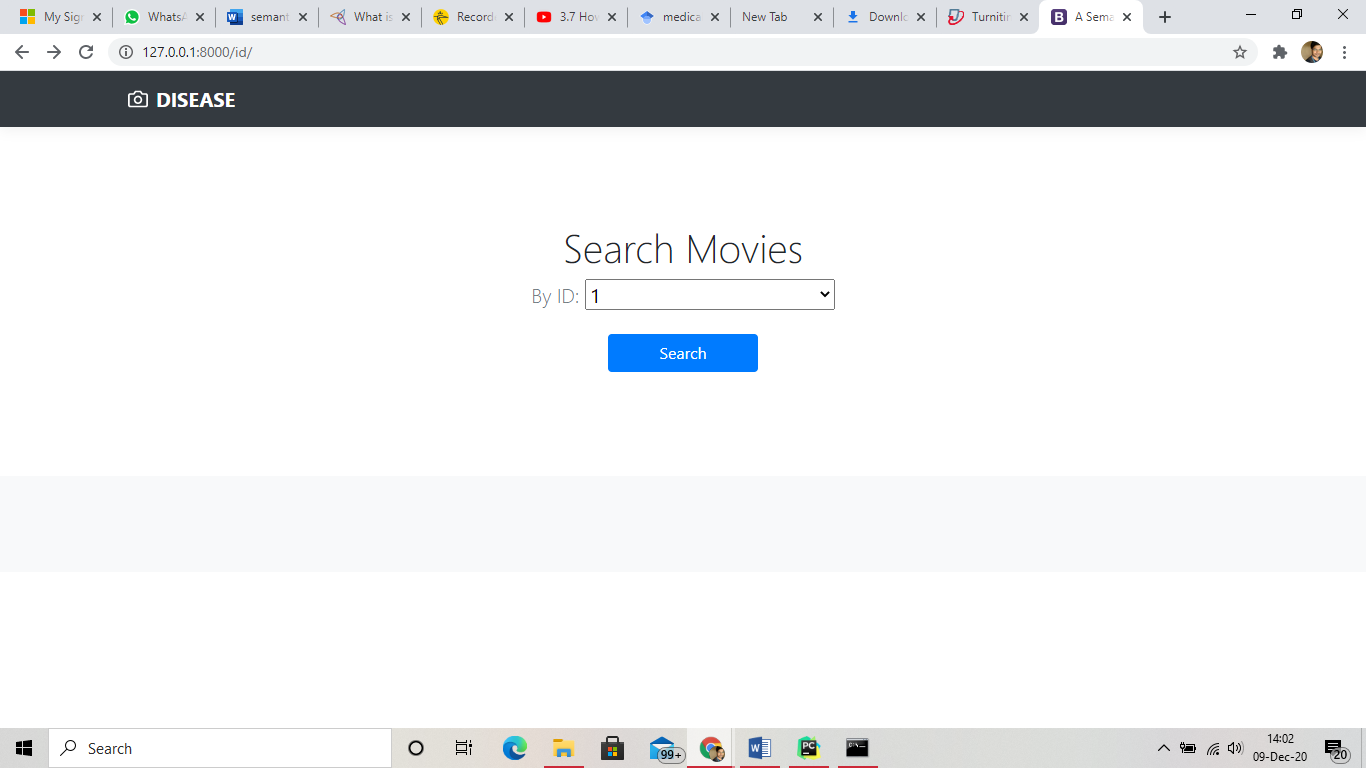 My Sig
WhatsA
semant
What is
Record
3.7 How
medica
New Tab
Downlo
Turnitin
A Sema
127.0.0.1:8000/id/
DISEASE
Search Movies
By ID: 1
Search
Search
99+
14:02
09-Dec-20
20